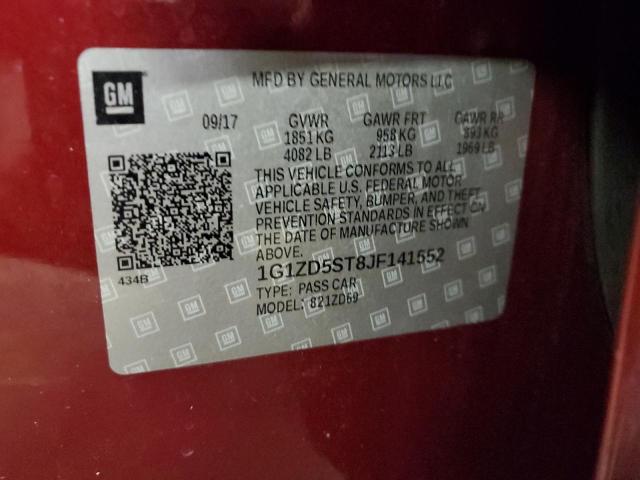 GM
MFD BY GENERAL MOTORS LLC
09/17 GVWR GAWR FRT GAWR RR
1851 KG 958 KG 893 KG
4082 LB 2113 LB 1969 LB
THIS VEHICLE CONFORMS TO ALL
APPLICABLE U.S. FEDERAL MOTOR
VEHICLE SAFETY, BUMPER, AND THEFT
PREVENTION STANDARDS IN EFFECT ON
THE DATE OF MANUFACTURE SHOWN
ABOVE.
434B
1G1ZD5ST8JF141552
TYPE: PASS CAR
MODEL: 821ZD69